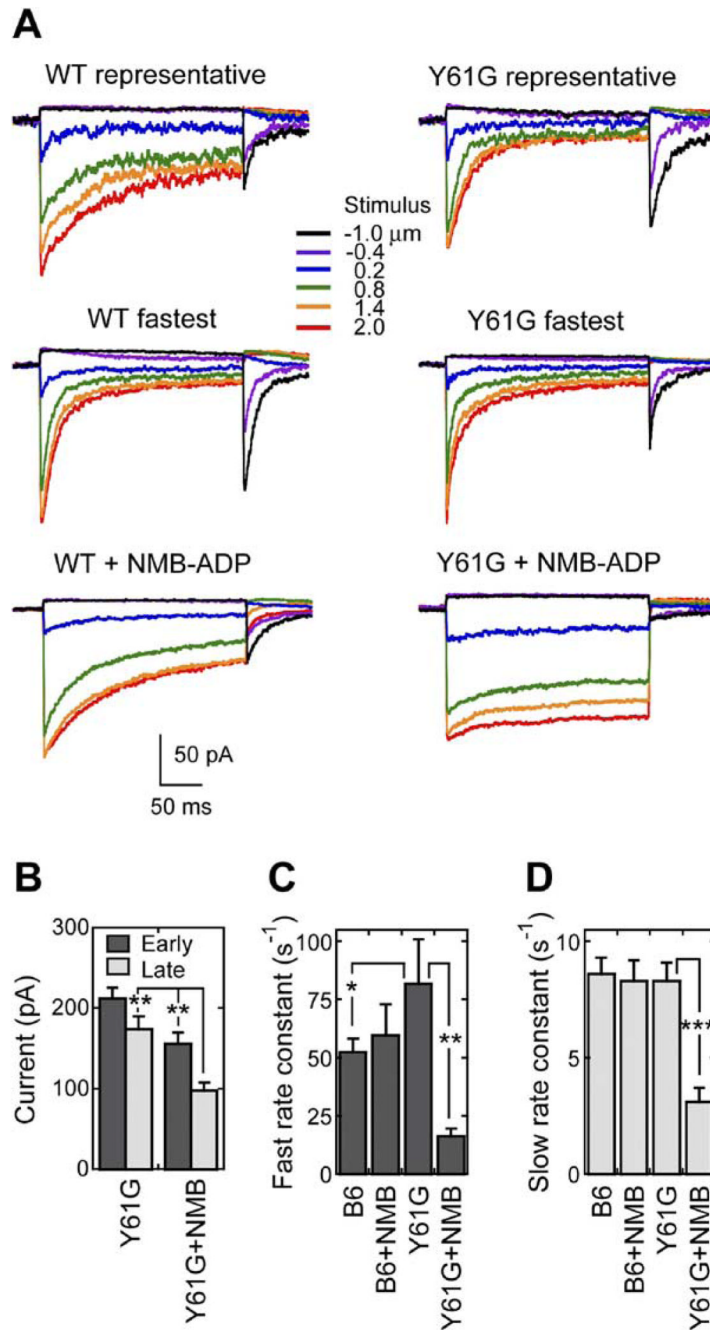 A
WT representative
Y61G representative
Stimulus
-1.0 μm
-0.4
0.2
0.8
1.4
2.0
WT fastest
Y61G fastest
WT + NMB-ADP
Y61G + NMB-ADP
50 pA
50 ms
B
Current (pA)
300
200
100
0
Early
Late
**
**
Y61G
Y61G+NMB
C
Fast rate constant (s⁻¹)
100
75
50
25
0
*
**
B6
B6+NMB
Y61G
Y61G+NMB
D
Slow rate constant (s⁻¹)
10
5
0
***
B6
B6+NMB
Y61G
Y61G+NMB